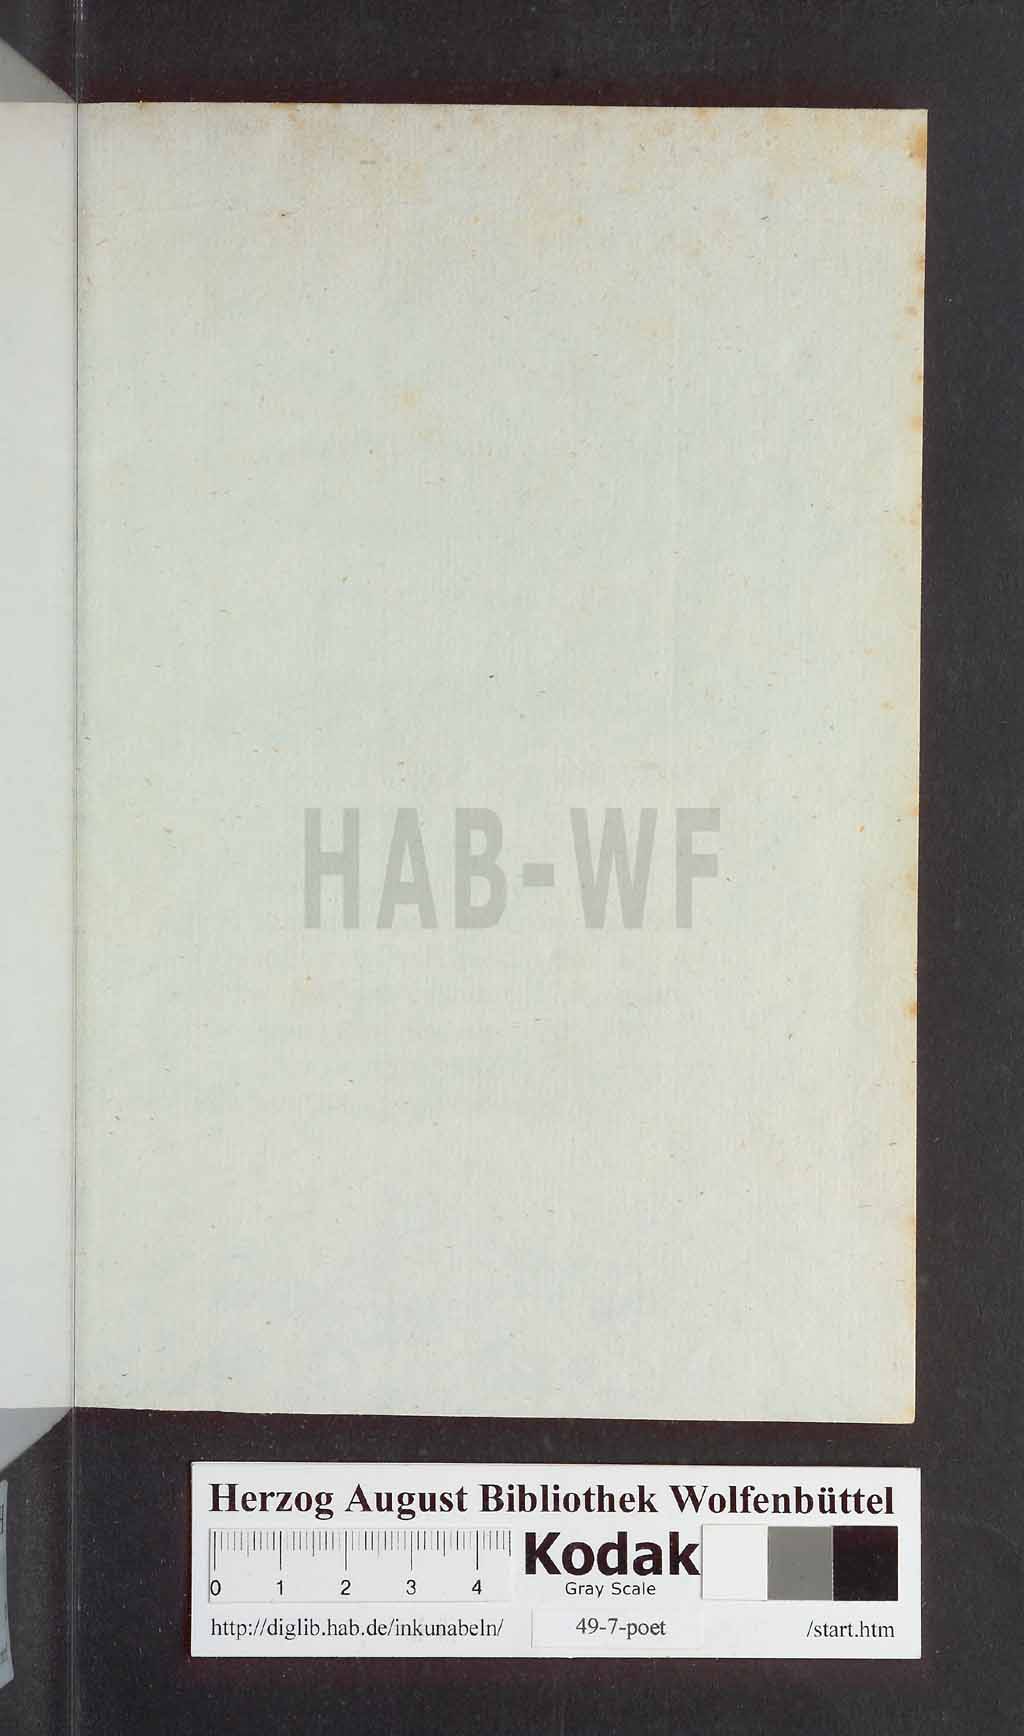 HAB-WF
Herzog August Bibliothek Wolfenbüttel
0 1 2 3 4
Kodak
Gray Scale
http://diglib.hab.de/inkunabeln/ 49-7-poet /start.htm